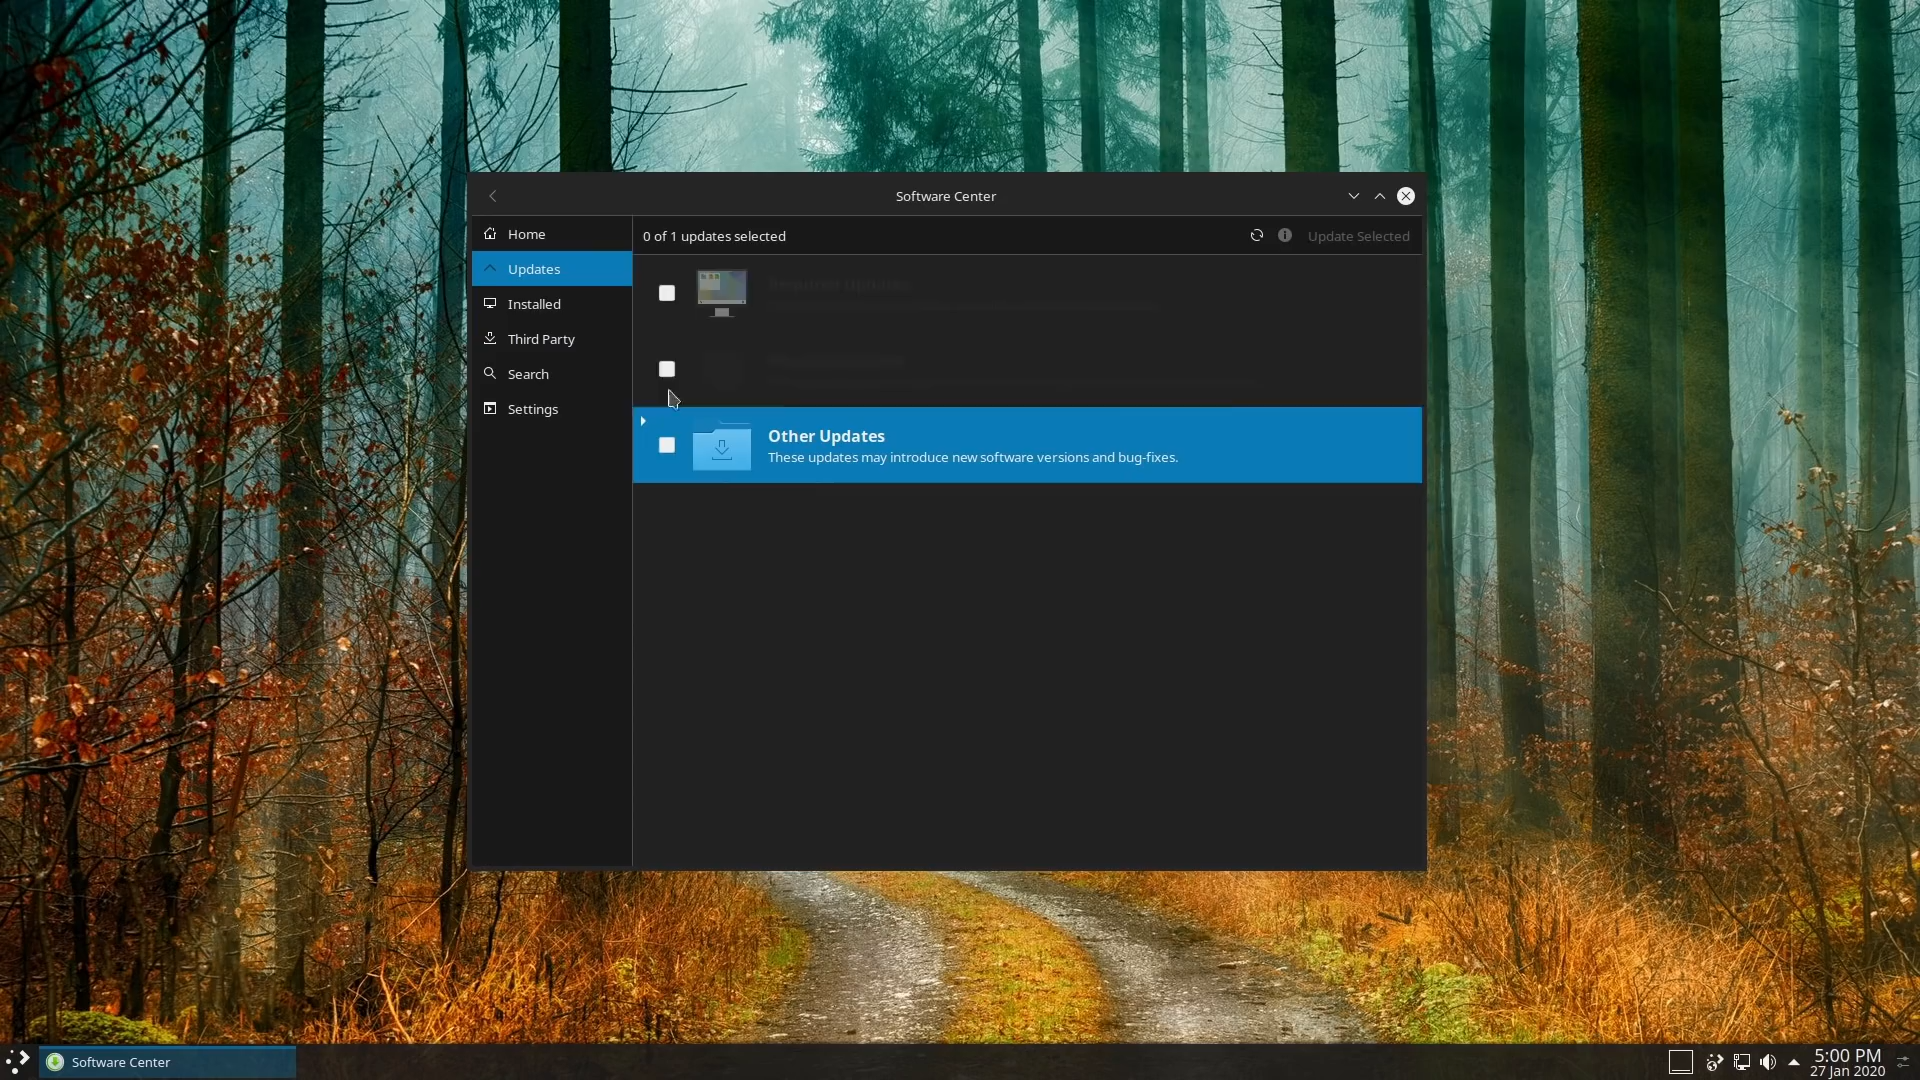 Software Center
Home
Updates
Installed
Third Party
Search
Settings
0 of 1 updates selected
Update Selected
Other Updates
These updates may introduce new software versions and bug-fixes.
Software Center
5:00 PM
27 Jan 2020